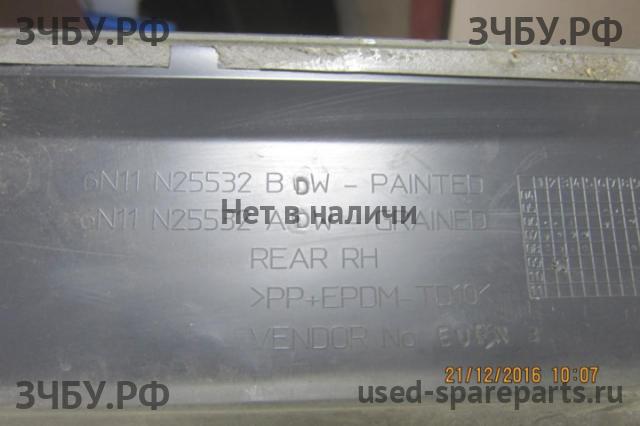 ЗЧБУ.РФ ЗЧБУ.РФ
6N11 N25532 B DW - PAINTED
6N11 N25532 A DW - GRAINED
Нет в наличи
REAR RH
>PP+EPDM-TD10<
VENDOR No
21/12/2016 10:07
ЗЧБУ.РФ used-spareparts.ru